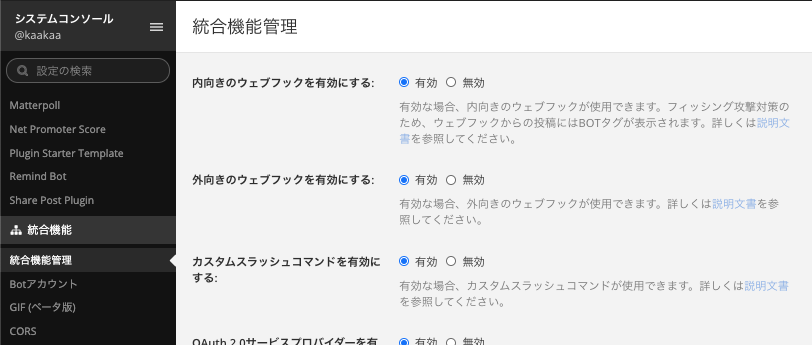 システムコンソール
@kaakaa
設定の検索
Matterpoll
Net Promoter Score
Plugin Starter Template
Remind Bot
Share Post Plugin
統合機能
統合機能管理
Botアカウント
GIF (ベータ版)
CORS
統合機能管理
内向きのウェブフックを有効にする:
有効 無効
有効な場合、内向きのウェブフックが使用できます。フィッシング攻撃対策の
ため、ウェブフックからの投稿にはBOTタグが表示されます。詳しくは説明文
書を参照してください。
外向きのウェブフックを有効にする:
有効 無効
有効な場合、外向きのウェブフックが使用できます。詳しくは説明文書を参
照してください。
カスタムスラッシュコマンドを有効に
する:
有効 無効
有効な場合、カスタムスラッシュコマンドが使用できます。詳しくは説明文書
を参照してください。
OAuth 2.0サービスプロバイダーを有
有効 無効